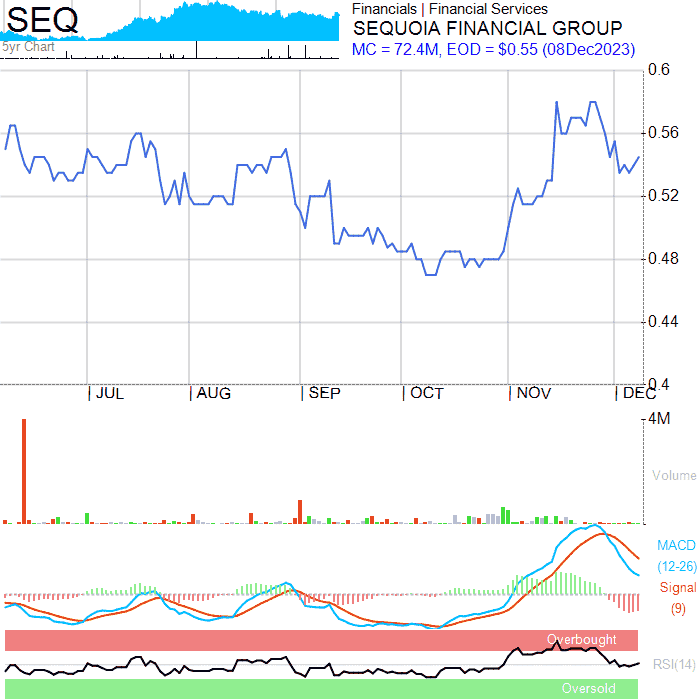 SEQ
5yr Chart
Financials | Financial Services
SEQUOIA FINANCIAL GROUP
MC = 72.4M, EOD = $0.55 (08Dec2023)
0.6
0.56
0.52
0.48
0.44
0.4
| JUL | AUG | SEP | OCT | NOV | DEC
4M
Volume
MACD
(12-26)
Signal
(9)
Overbought
RSI(14)
Oversold